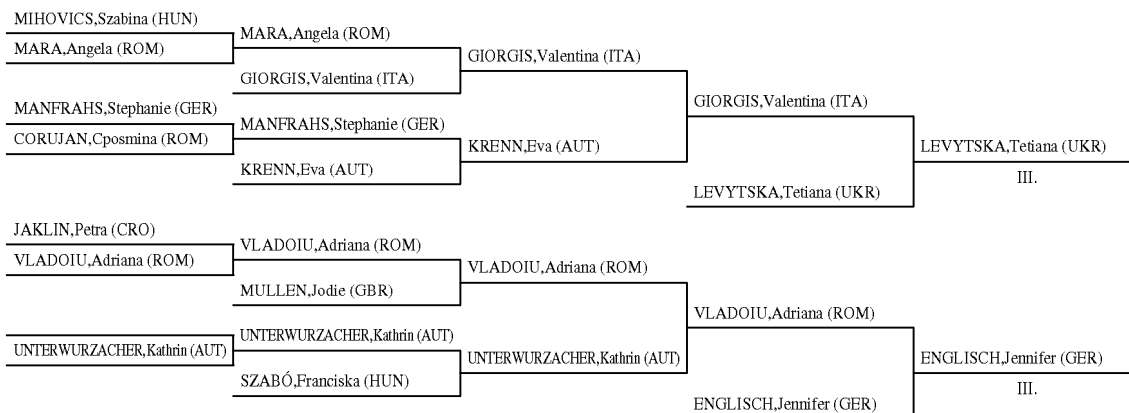 MIHOVICS,Szabina (HUN)
MARA,Angela (ROM)
MARA,Angela (ROM)
GIORGIS,Valentina (ITA)
GIORGIS,Valentina (ITA)
MANFRAHS,Stephanie (GER)
CORUJAN,Cposmina (ROM)
MANFRAHS,Stephanie (GER)
KRENN,Eva (AUT)
KRENN,Eva (AUT)
GIORGIS,Valentina (ITA)
LEVYTSKA,Tetiana (UKR)
LEVYTSKA,Tetiana (UKR)
III.
JAKLIN,Petra (CRO)
VLADOIU,Adriana (ROM)
VLADOIU,Adriana (ROM)
MULLEN,Jodie (GBR)
VLADOIU,Adriana (ROM)
UNTERWURZACHER,Kathrin (AUT)
UNTERWURZACHER,Kathrin (AUT)
SZABÓ,Franciska (HUN)
UNTERWURZACHER,Kathrin (AUT)
VLADOIU,Adriana (ROM)
ENGLISCH,Jennifer (GER)
ENGLISCH,Jennifer (GER)
III.